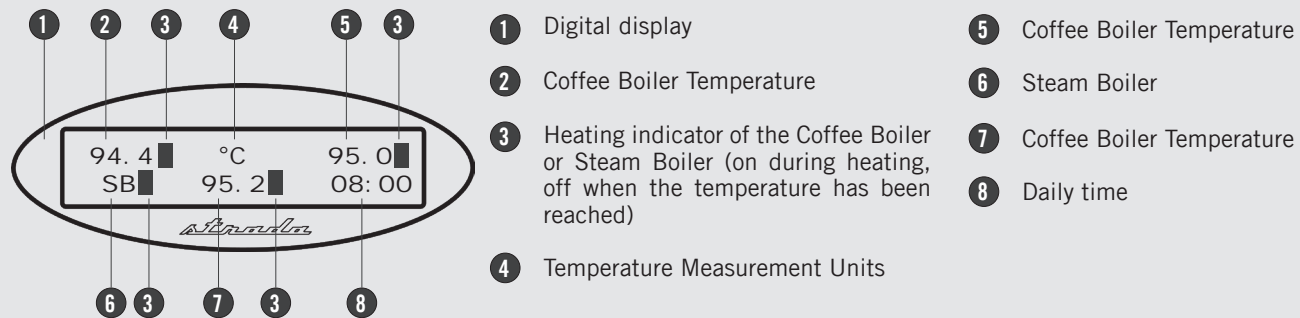 1 2 3 4 5 3
94. 4 °C 95. 0
SB 95. 2 08: 00
strada
6 3 7 3 8
1 Digital display
2 Coffee Boiler Temperature
3 Heating indicator of the Coffee Boiler
or Steam Boiler (on during heating,
off when the temperature has been
reached)
4 Temperature Measurement Units
5 Coffee Boiler Temperature
6 Steam Boiler
7 Coffee Boiler Temperature
8 Daily time